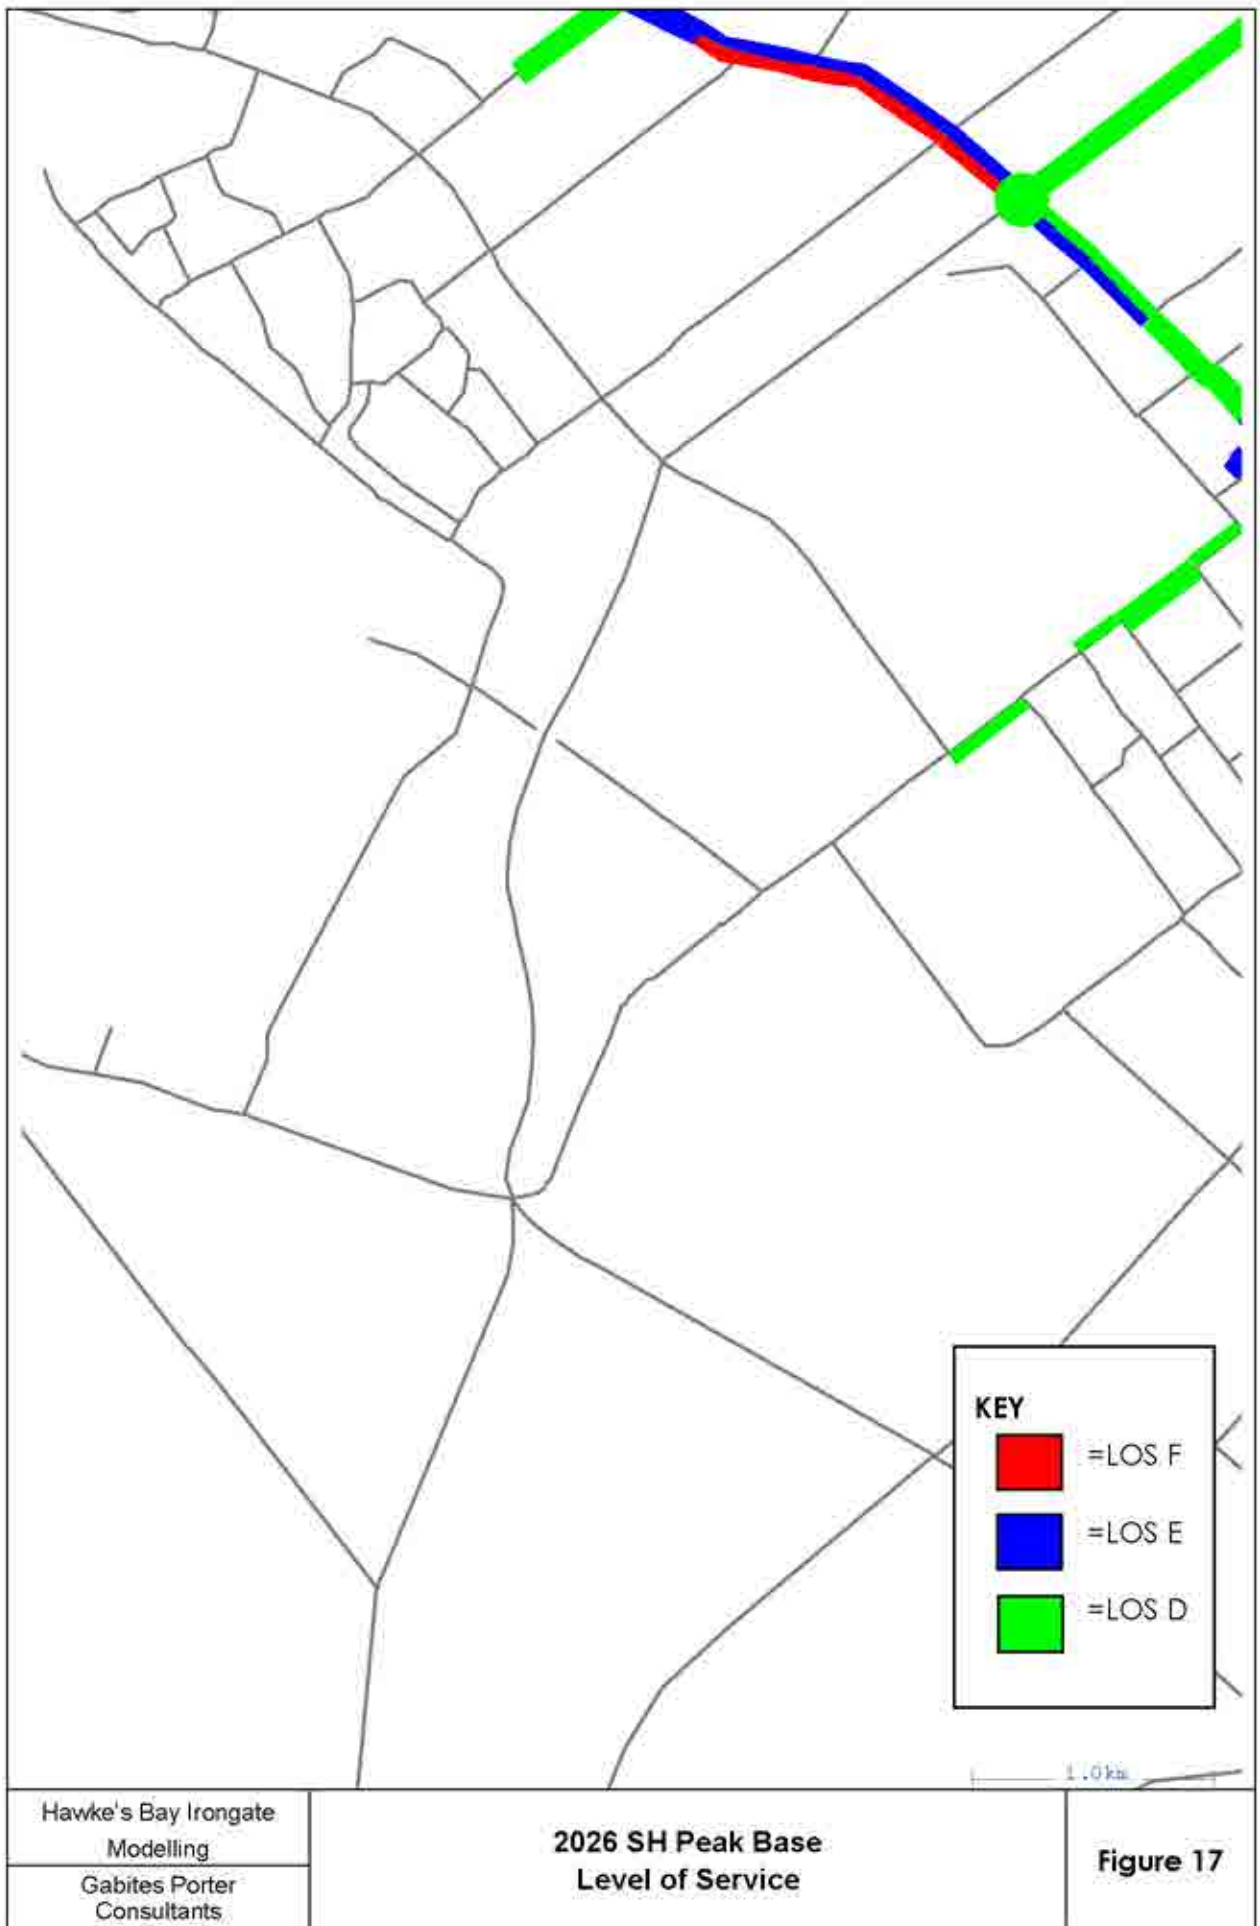 KEY
=LOS F
=LOS E
=LOS D
1.0km
Hawke's Bay Irongate
Modelling
Gabites Porter
Consultants
2026 SH Peak Base
Level of Service
Figure 17